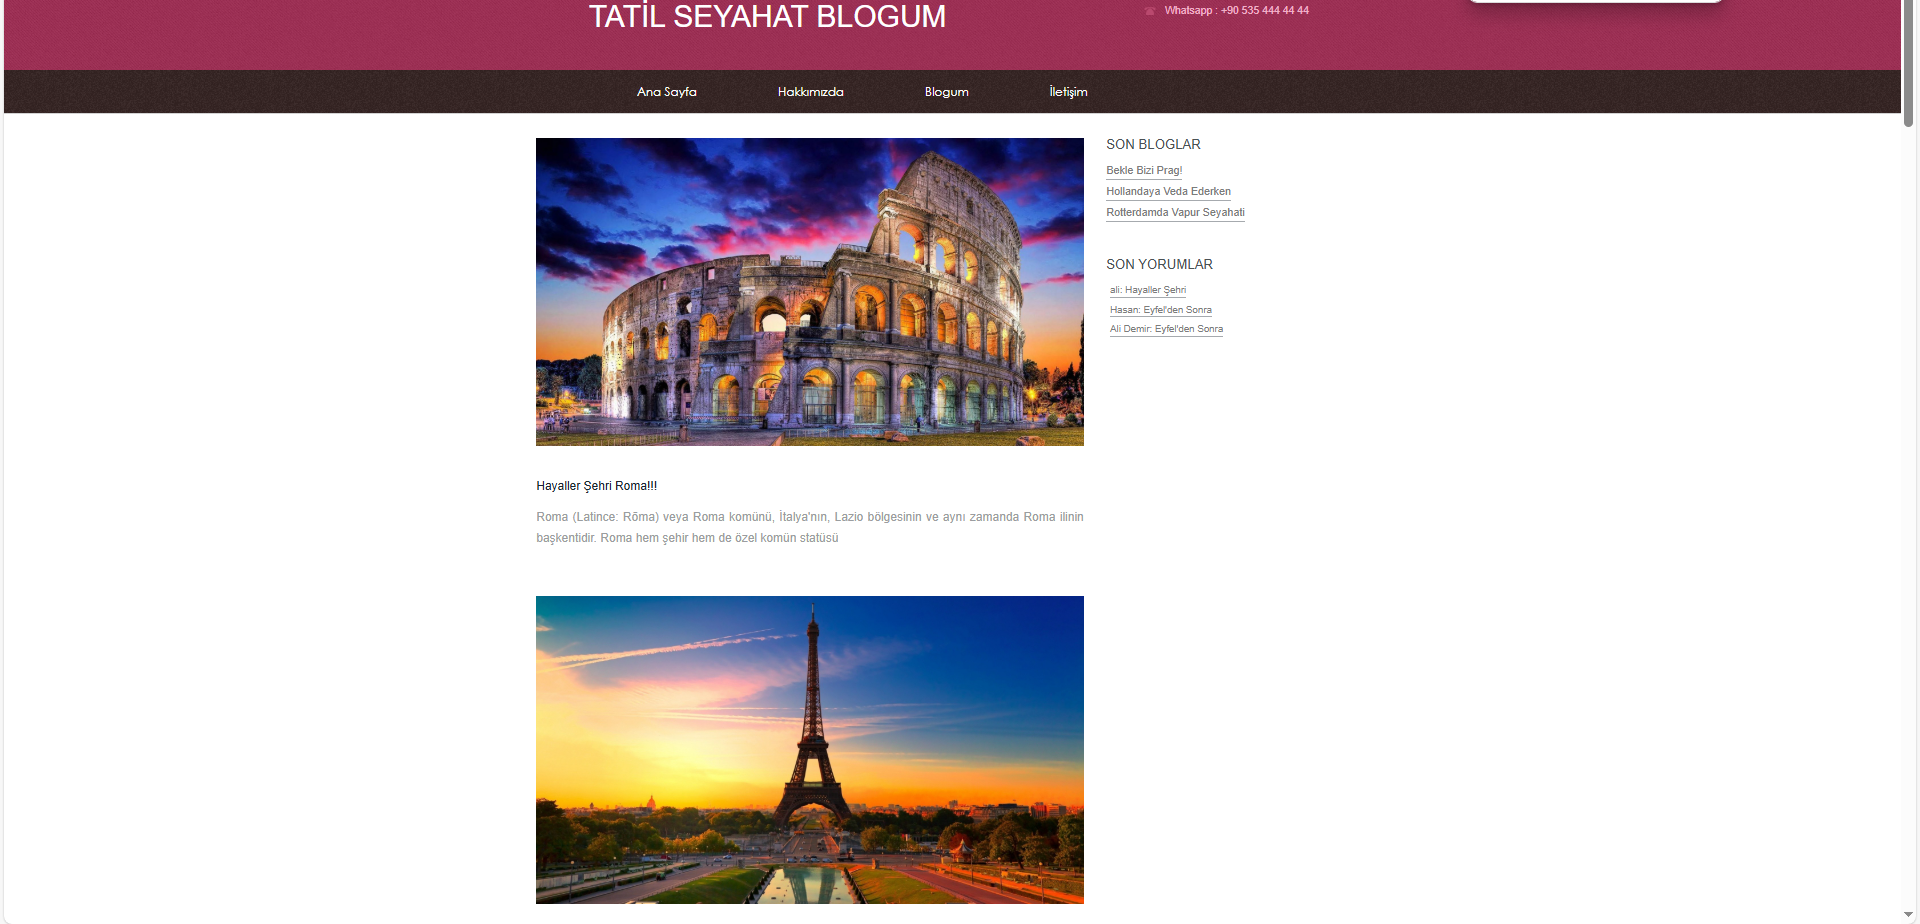 TATİL SEYAHAT BLOGUM
Whatsapp : +90 535 444 44 44
Ana Sayfa
Hakkımızda
Blogum
İletişim
SON BLOGLAR
Bekle Bizi Prag!
Hollandaya Veda Ederken
Rotterdamda Vapur Seyahati
SON YORUMLAR
ali: Hayaller Şehri
Hasan: Eyfel'den Sonra
Ali Demir: Eyfel'den Sonra
Hayaller Şehri Roma!!!
Roma (Latince: Rōma) veya Roma komünü, İtalya'nın, Lazio bölgesinin ve aynı zamanda Roma ilinin
başkentidir. Roma hem şehir hem de özel komün statüsü